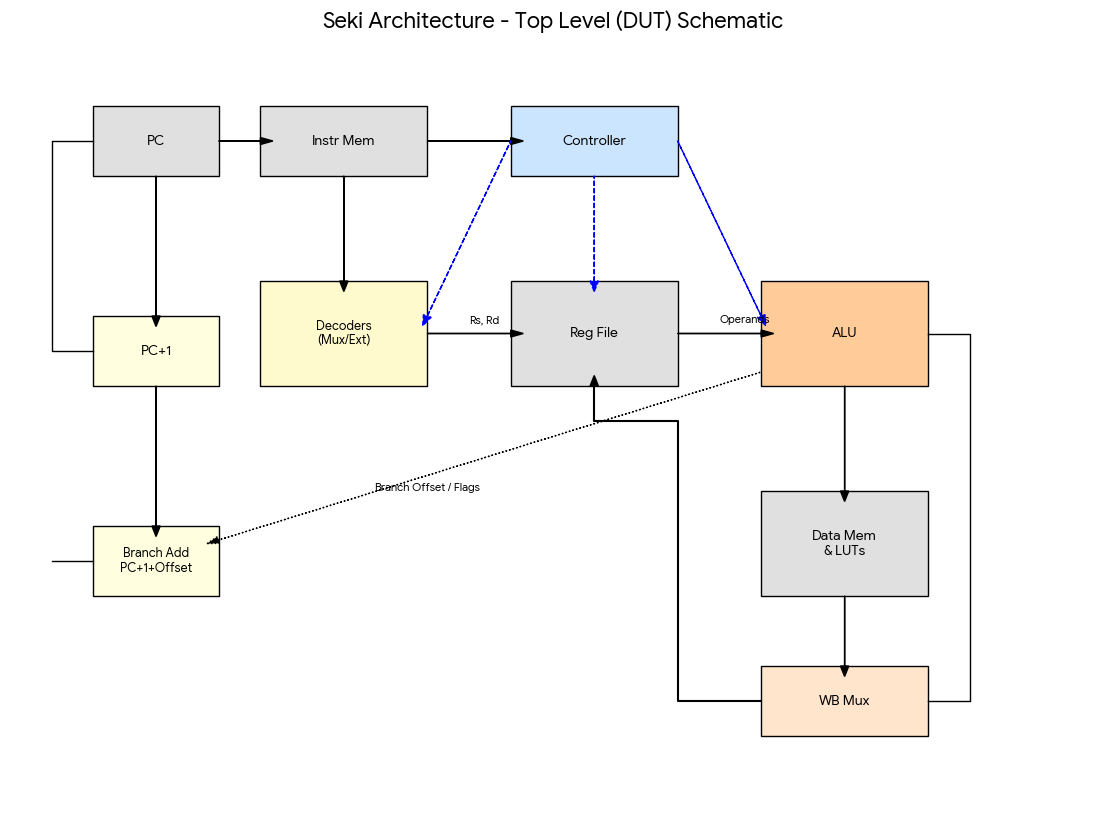 Seki Architecture - Top Level (DUT) Schematic
PC
Instr Mem
Controller
Decoders
(Mux/Ext)
Rs, Rd
Reg File
Operands
ALU
PC+1
Branch Offset / Flags
Branch Add
PC+1+Offset
Data Mem
& LUTs
WB Mux